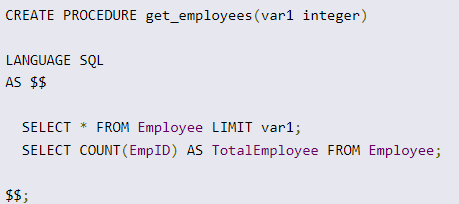 CREATE PROCEDURE get_employees(var1 integer)
LANGUAGE SQL
AS $$
SELECT * FROM Employee LIMIT var1;
SELECT COUNT(EmpID) AS TotalEmployee FROM Employee;
$$;